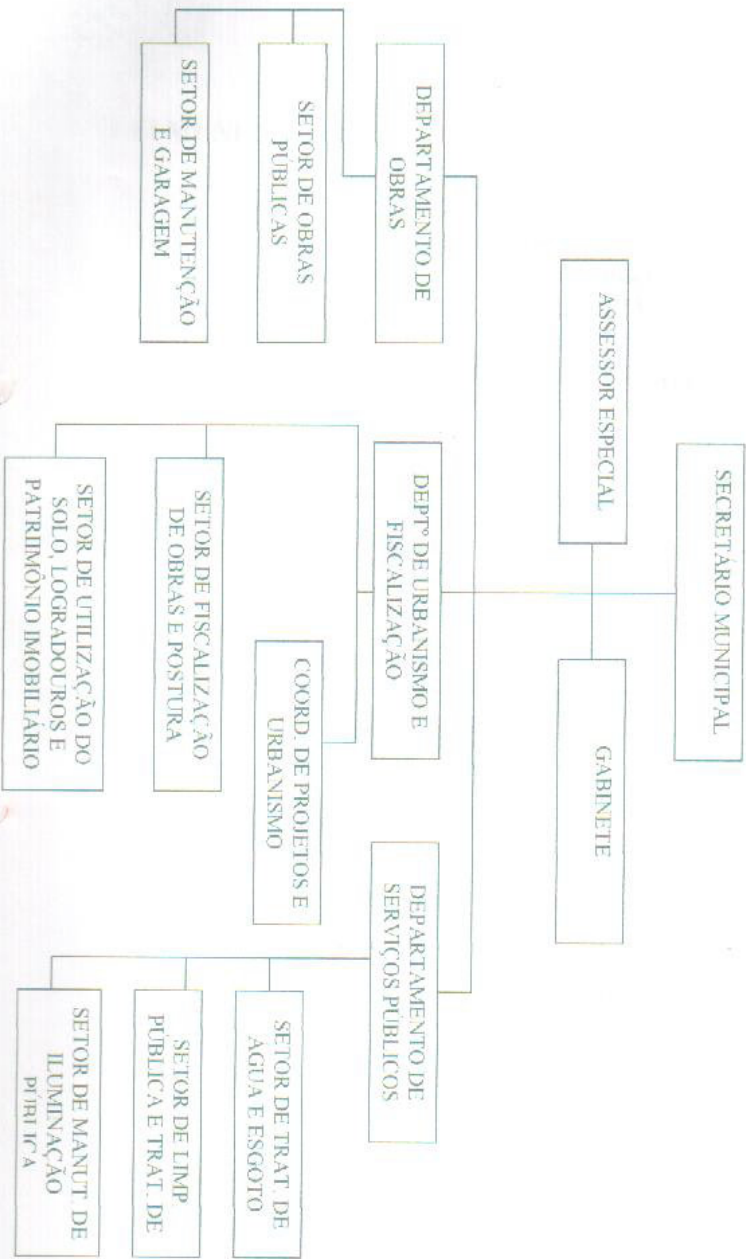 SECRETÁRIO MUNICIPAL
ASSESSOR ESPECIAL
GABINETE
DEPARTAMENTO DE
OBRAS
SETOR DE OBRAS
PÚBLICAS
SETOR DE MANUTENÇÃO
E GARAGEM
DEPTº DE URBANISMO E
FISCALIZAÇÃO
COORD. DE PROJETOS E
URBANISMO
SETOR DE FISCALIZAÇÃO
DE OBRAS E POSTURA
SETOR DE UTILIZAÇÃO DO
SOLO, LOGRADOUROS E
PATRIMÔNIO IMOBILIÁRIO
DEPARTAMENTO DE
SERVIÇOS PÚBLICOS
SETOR DE TRAT. DE
ÁGUA E ESGOTO
SETOR DE LIMP.
PÚBLICA E TRAT. DE
SETOR DE MANUT. DE
ILUMINAÇÃO
PÚBLICA